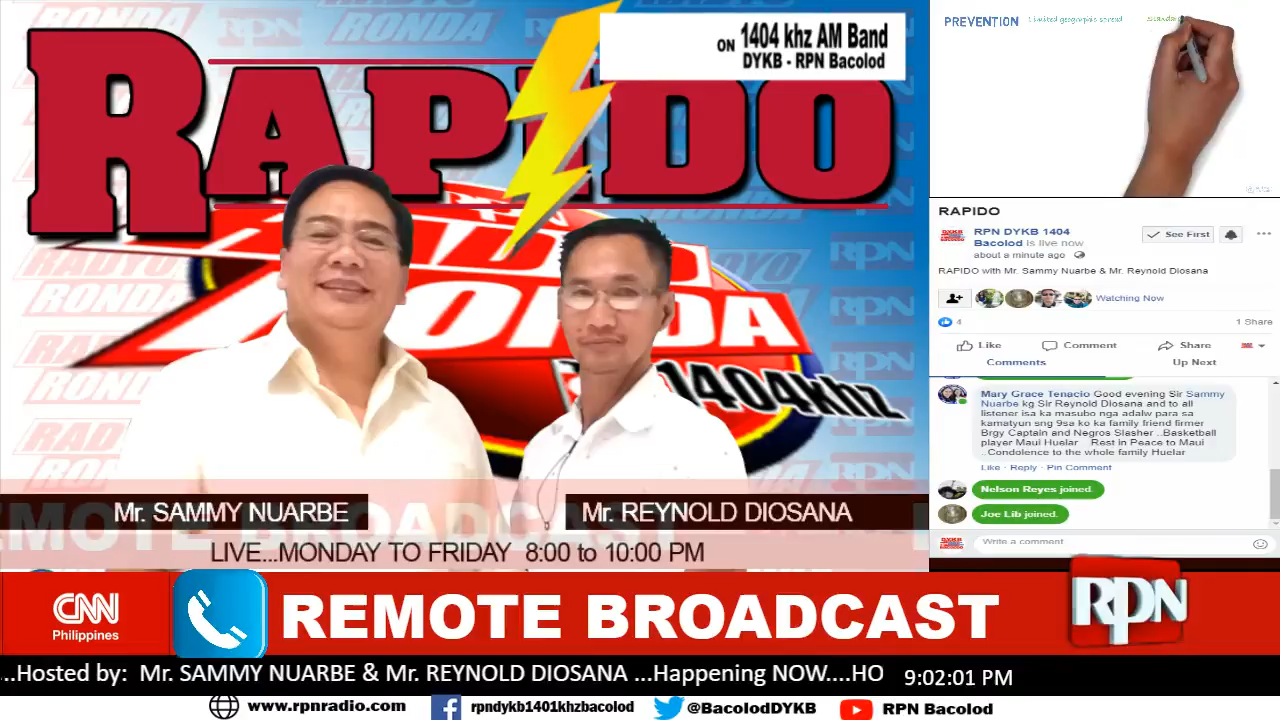 ON 1404 khz AM Band
DYKB - RPN Bacolod
RAPIDO
RONDA
1404khz
Mr. SAMMY NUARBE
Mr. REYNOLD DIOSANA
LIVE...MONDAY TO FRIDAY 8:00 to 10:00 PM
PREVENTION
Limited geographic spread
RAPIDO
RPN DYKB 1404
Bacolod is live now
about a minute ago
See First
RAPIDO with Mr. Sammy Nuarbe & Mr. Reynold Diosana
Watching Now
4
1 Share
Like
Comment
Share
Comments
Up Next
Mary Grace Tenacio Good evening Sir Sammy
Nuarbe kg Sir Reynold Diosana and to all
listener isa ka masubo nga adalw para sa
kamatyun sng 9sa ko ka family friend firmer
Brgy Captain and Negros Slasher ..Basketball
player Maui Huelar Rest in Peace to Maui
..Condolence to the whole family Huelar
Like · Reply · Pin Comment
Nelson Reyes joined.
Joe Lib joined.
Write a comment
CNN
Philippines
REMOTE BROADCAST
RPN
...Hosted by: Mr. SAMMY NUARBE & Mr. REYNOLD DIOSANA ...Happening NOW....HO
9:02:01 PM
www.rpnradio.com
rpndykb1401khzbacolod
@BacolodDYKB
RPN Bacolod